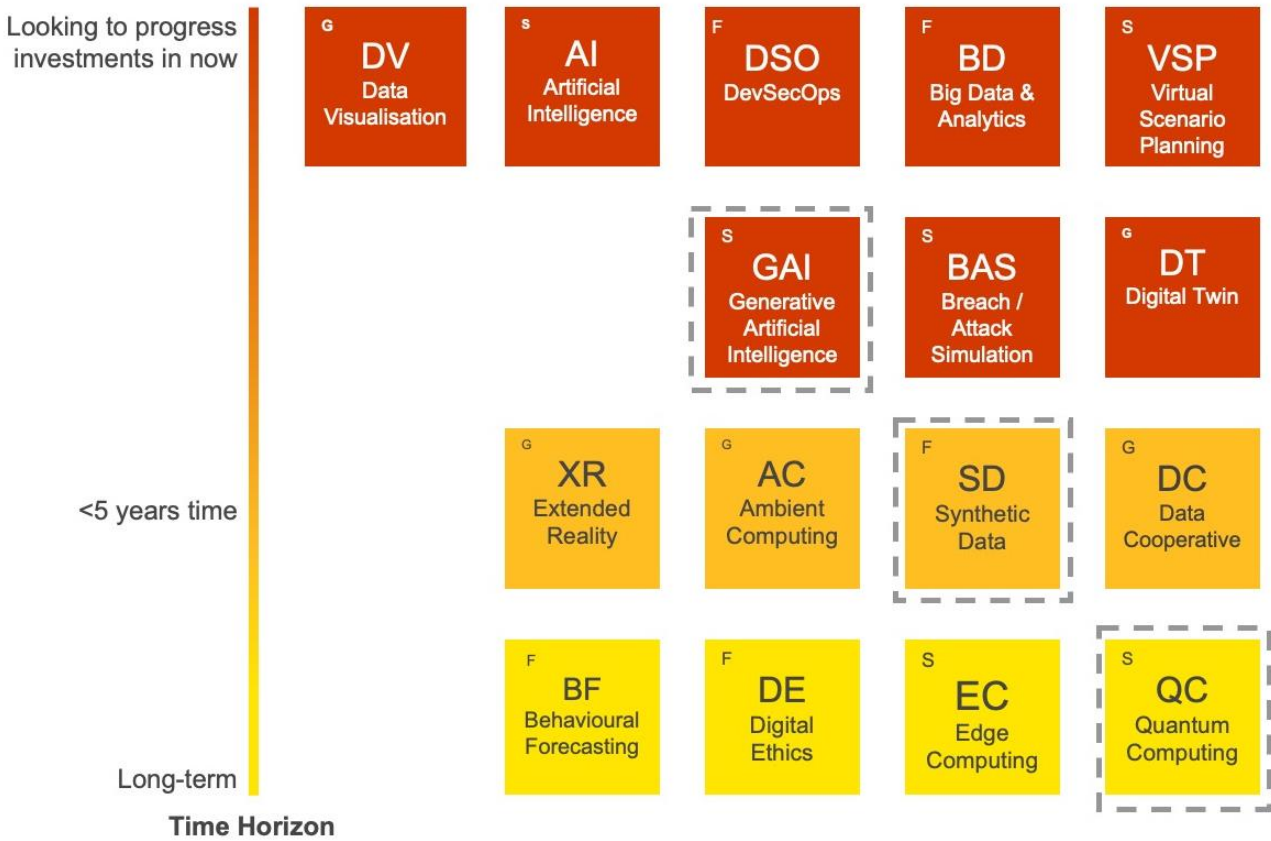 Looking to progress
investments in now
G
DV
Data
Visualisation
S
AI
Artificial
Intelligence
F
DSO
DevSecOps
F
BD
Big Data &
Analytics
S
VSP
Virtual
Scenario
Planning
S
GAI
Generative
Artificial
Intelligence
S
BAS
Breach /
Attack
Simulation
G
DT
Digital Twin
<5 years time
G
XR
Extended
Reality
G
AC
Ambient
Computing
F
SD
Synthetic
Data
G
DC
Data
Cooperative
F
BF
Behavioural
Forecasting
F
DE
Digital
Ethics
S
EC
Edge
Computing
S
QC
Quantum
Computing
Long-term
Time Horizon